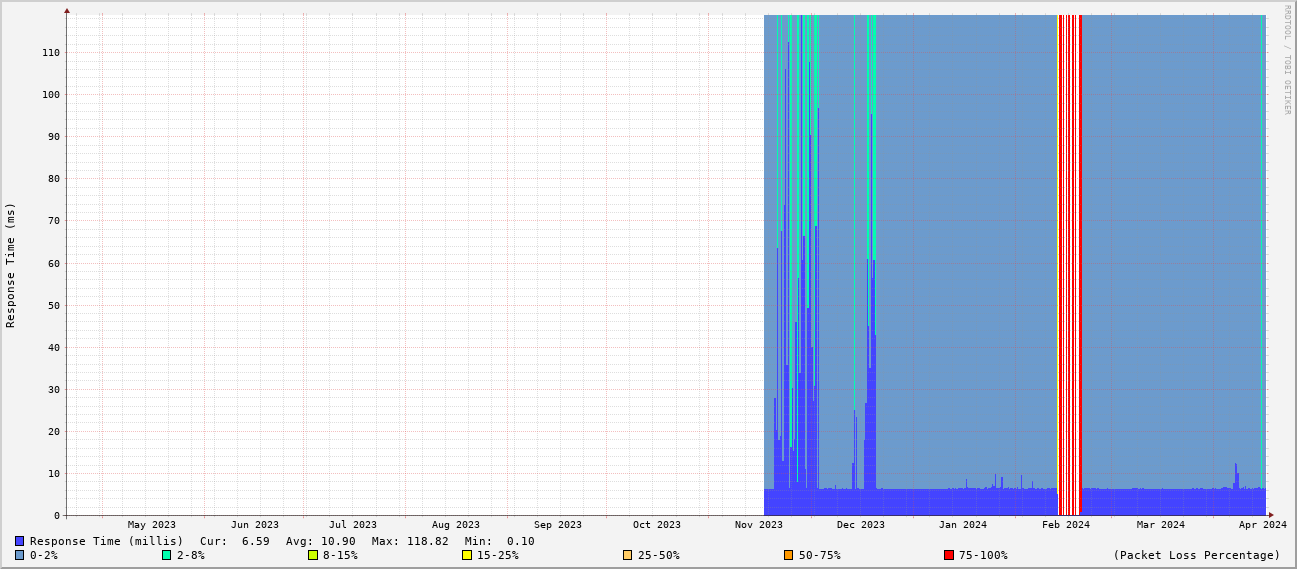 RRDTOOL / TOBI OETIKER
Response Time (ms)
110
100
90
80
70
60
50
40
30
20
10
0
May 2023 Jun 2023 Jul 2023 Aug 2023 Sep 2023 Oct 2023 Nov 2023 Dec 2023 Jan 2024 Feb 2024 Mar 2024 Apr 2024
Response Time (millis) Cur: 6.59 Avg: 10.90 Max: 118.82 Min: 0.10
0-2% 2-8% 8-15% 15-25% 25-50% 50-75% 75-100% (Packet Loss Percentage)